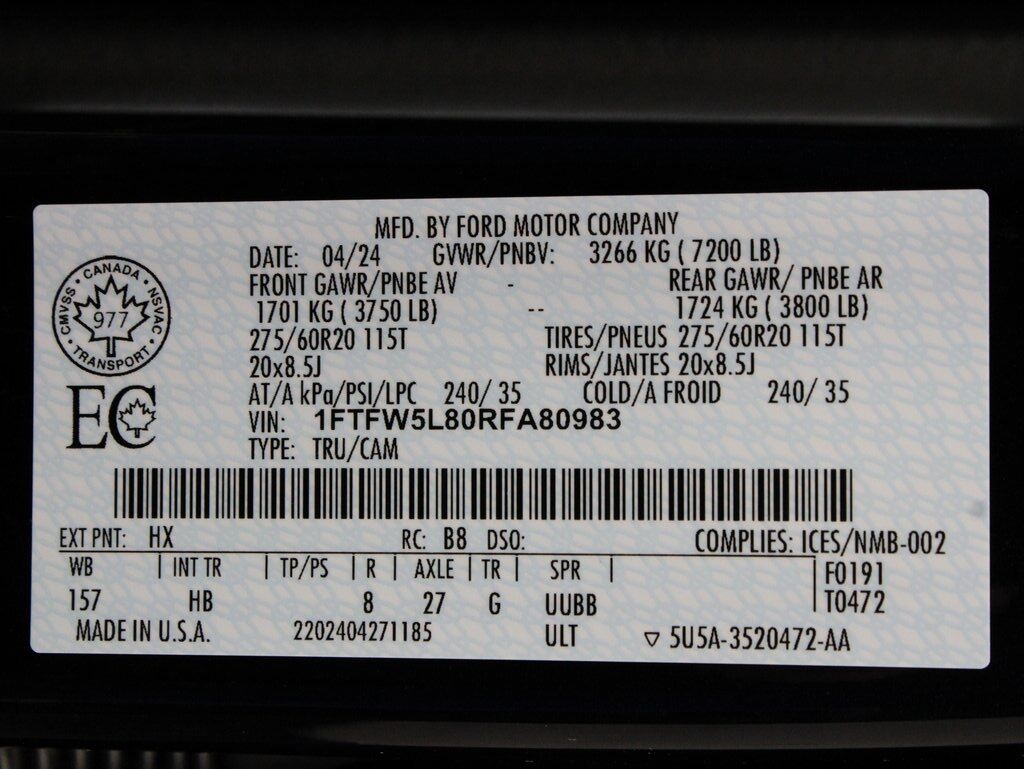 MFD. BY FORD MOTOR COMPANY
DATE: 04/24 GVWR/PNBV: 3266 KG ( 7200 LB)
FRONT GAWR/PNBE AV - REAR GAWR/ PNBE AR
1701 KG ( 3750 LB) -- 1724 KG ( 3800 LB)
275/60R20 115T TIRES/PNEUS 275/60R20 115T
20x8.5J RIMS/JANTES 20x8.5J
AT/A kPa/PSI/LPC 240/ 35 COLD/A FROID 240/ 35
VIN: 1FTFW5L80RFA80983
TYPE: TRU/CAM
CANADA
CMVSS • NSVAC
977
TRANSPORT
EC
EXT PNT: HX RC: B8 DSO: COMPLIES: ICES/NMB-002
WB | INT TR | TP/PS | R | AXLE | TR | SPR | F0191
157 HB 8 27 G UUBB T0472
MADE IN U.S.A. 2202404271185 ULT ▽ 5U5A-3520472-AA